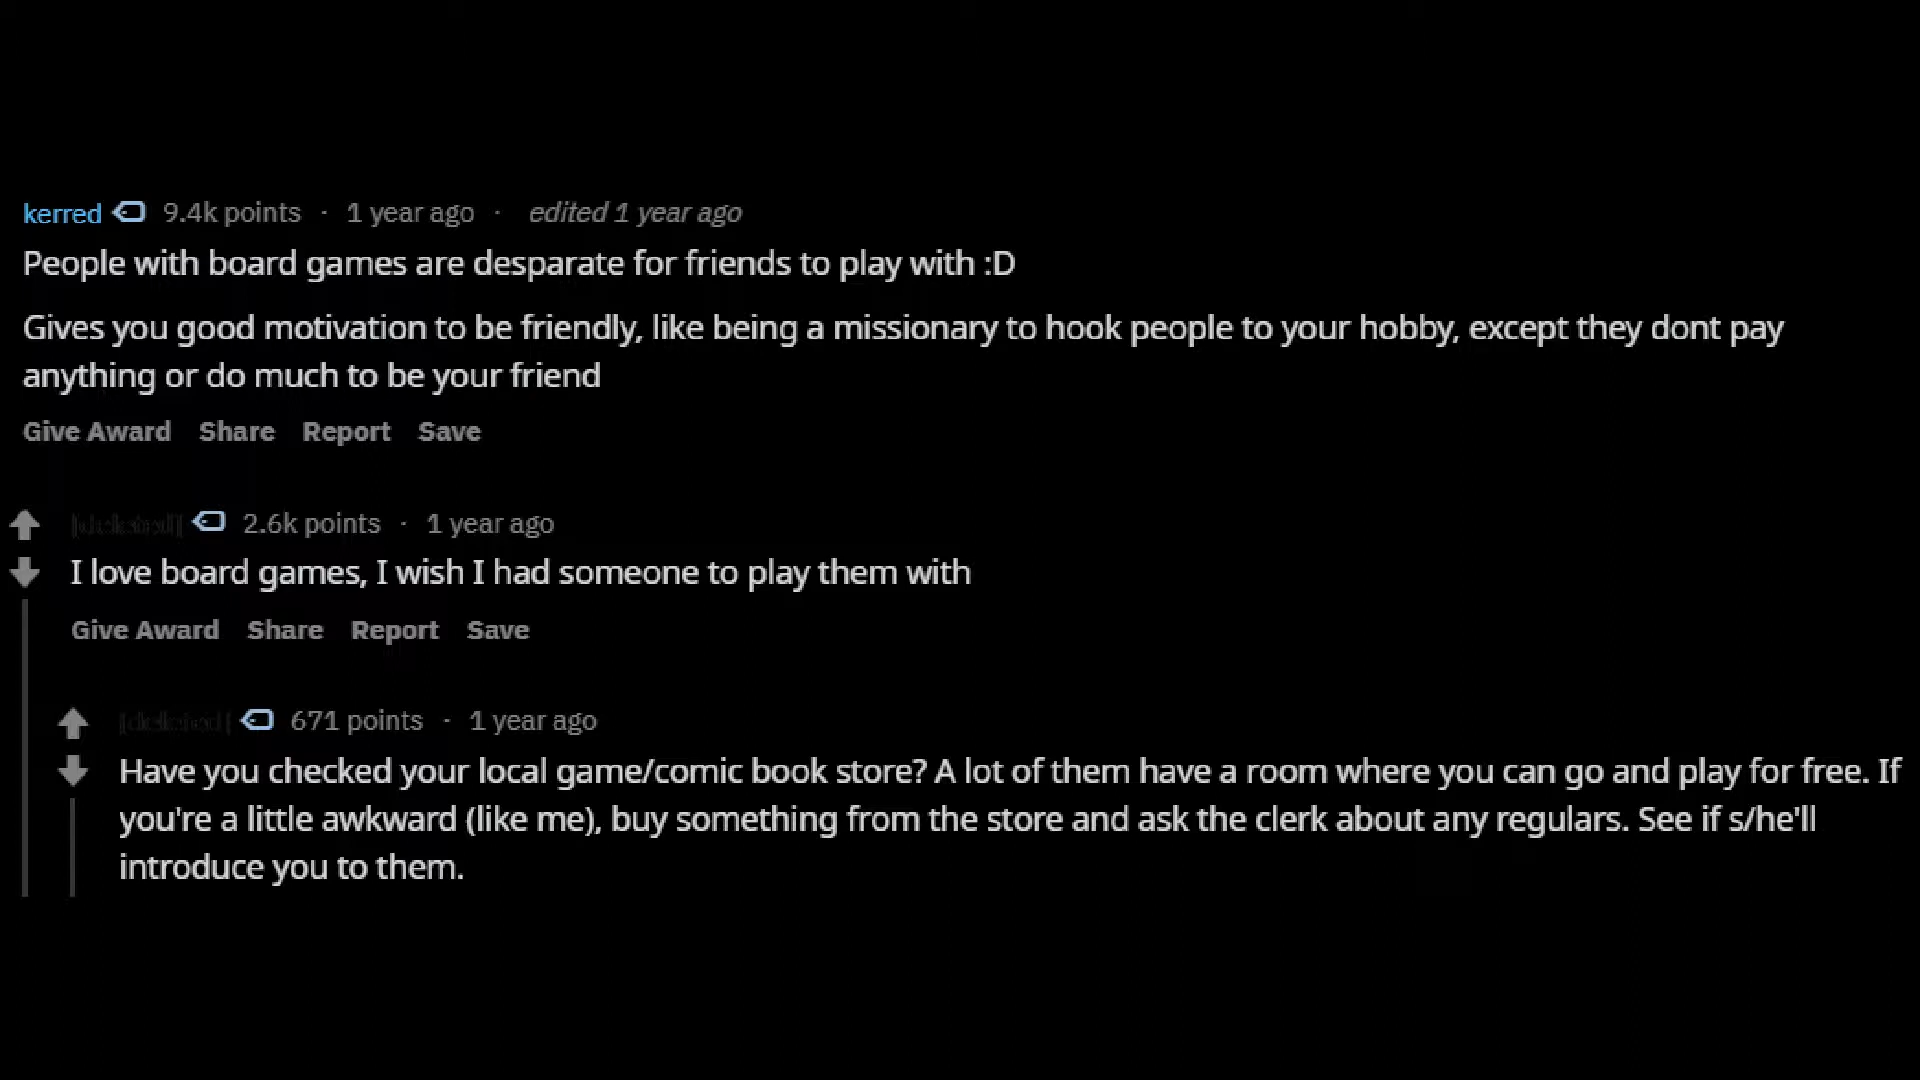 kerred 9.4k points · 1 year ago · edited 1 year ago
People with board games are desparate for friends to play with :D
Gives you good motivation to be friendly, like being a missionary to hook people to your hobby, except they dont pay
anything or do much to be your friend
Give Award Share Report Save
[deleted] 2.6k points · 1 year ago
I love board games, I wish I had someone to play them with
Give Award Share Report Save
[deleted] 671 points · 1 year ago
Have you checked your local game/comic book store? A lot of them have a room where you can go and play for free. If
you're a little awkward (like me), buy something from the store and ask the clerk about any regulars. See if s/he'll
introduce you to them.